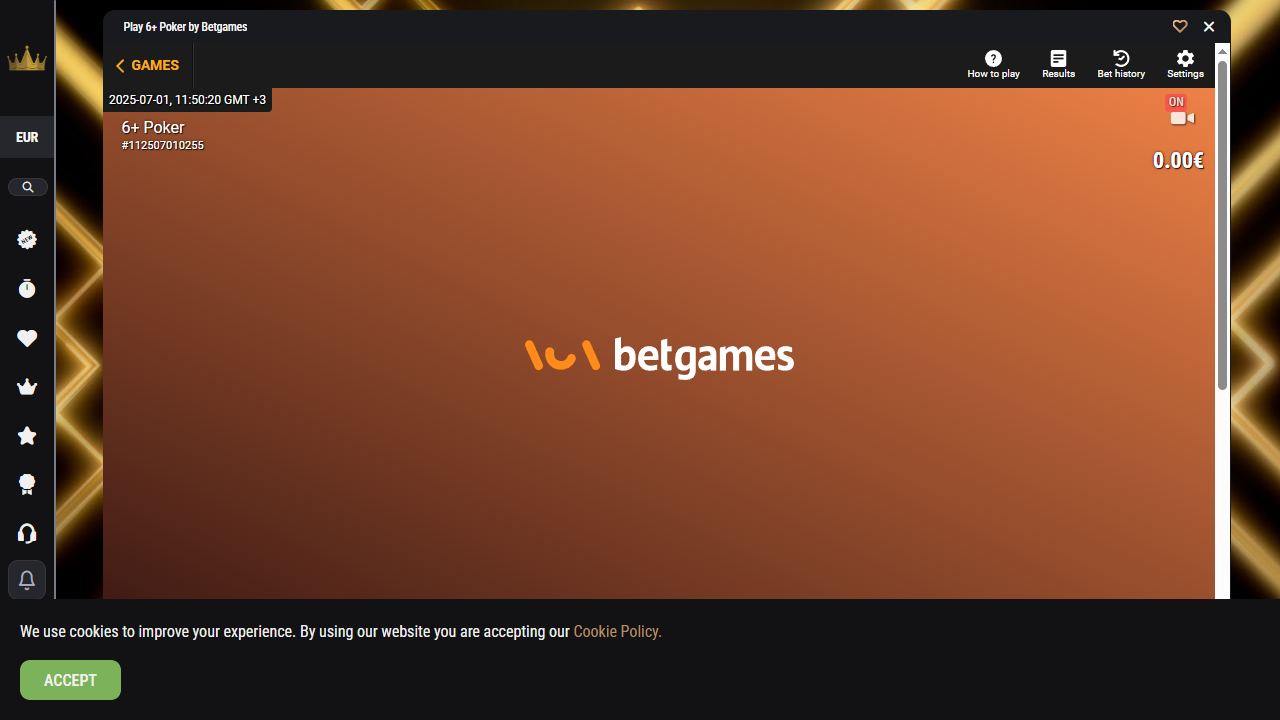 Play 6+ Poker by Betgames
GAMES
How to play
Results
Bet history
Settings
2025-07-01, 11:50:20 GMT +3
ON
6+ Poker
#112507010255
0.00€
EUR
NEW
betgames
We use cookies to improve your experience. By using our website you are accepting our Cookie Policy.
ACCEPT